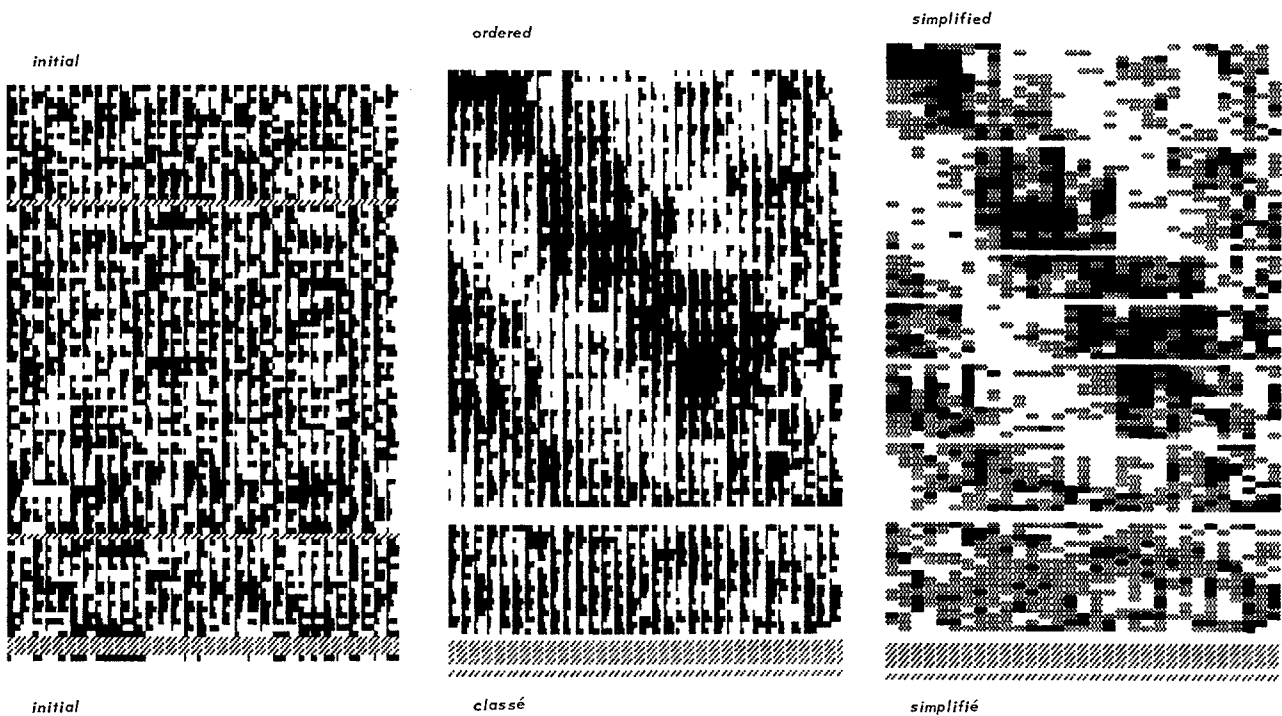 initial
ordered
simplified
initial
classé
simplifié